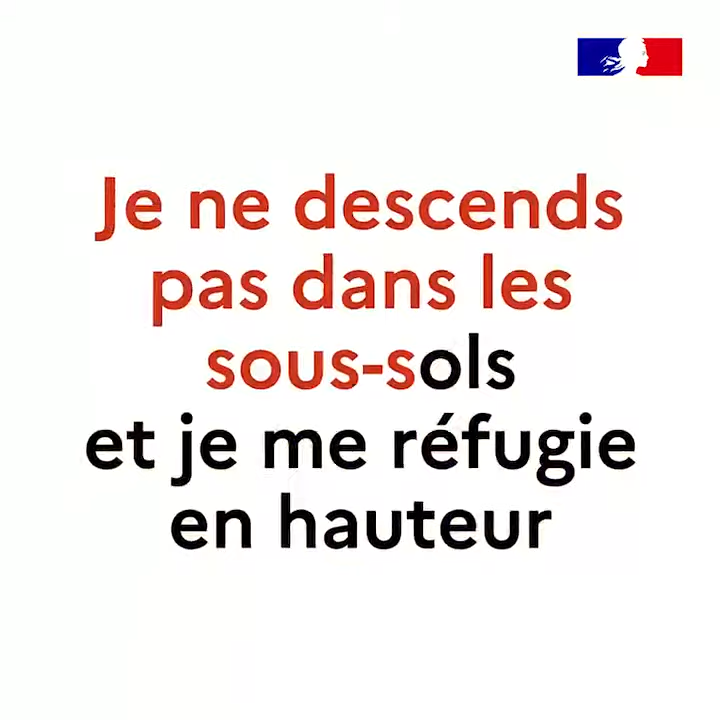 Je ne descends
pas dans les
sous-sols
et je me réfugie
en hauteur